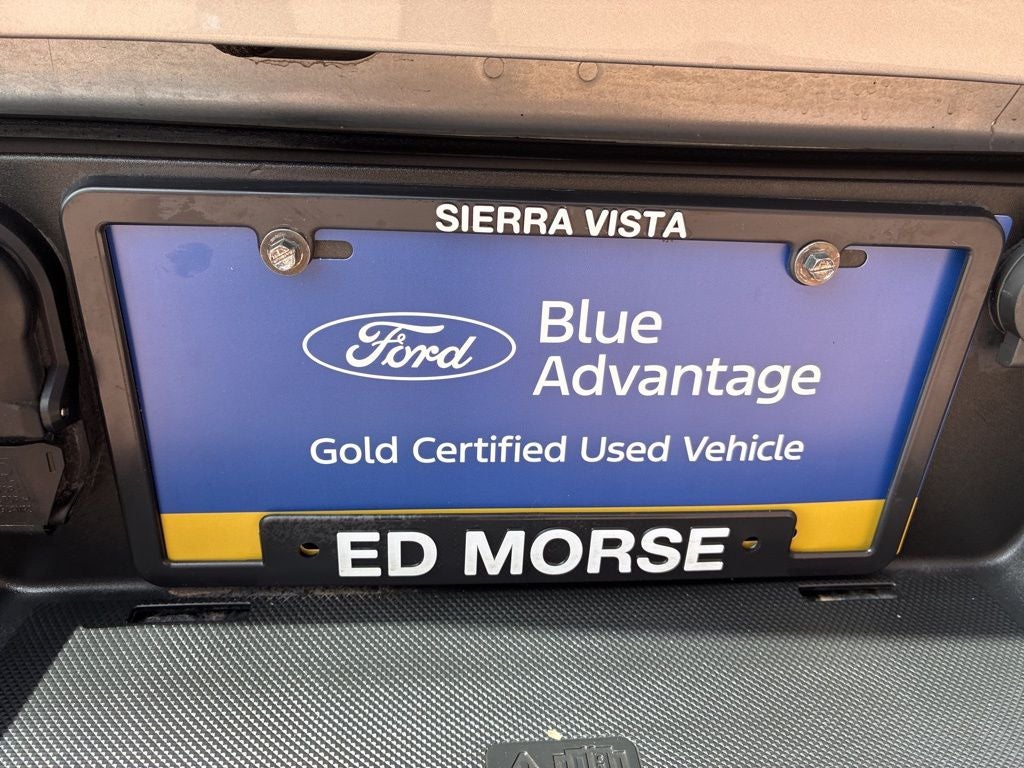 SIERRA VISTA
Ford
Blue
Advantage
Gold Certified Used Vehicle
ED MORSE